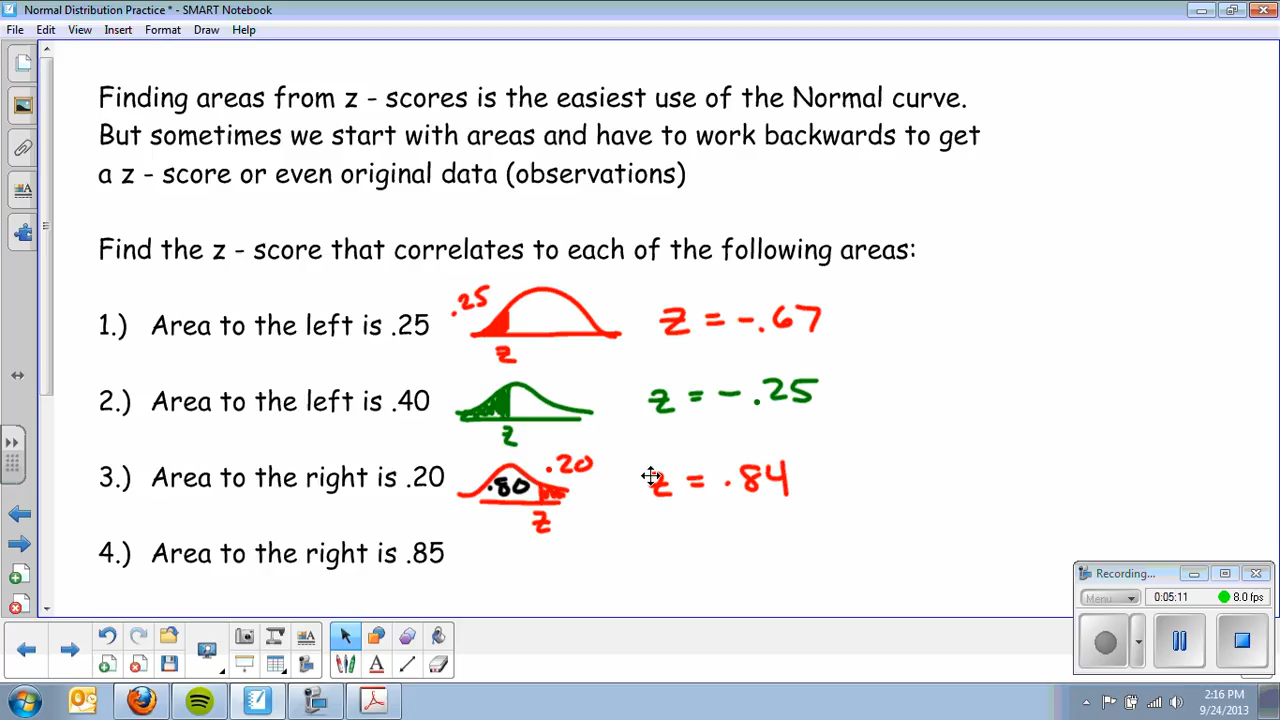 Normal Distribution Practice * - SMART Notebook
File Edit View Insert Format Draw Help
Finding areas from z - scores is the easiest use of the Normal curve.
But sometimes we start with areas and have to work backwards to get
a z - score or even original data (observations)
Find the z - score that correlates to each of the following areas:
1.) Area to the left is .25 .25 z z = -.67
2.) Area to the left is .40 z z = -.25
3.) Area to the right is .20 .80 .20 z z = .84
4.) Area to the right is .85
Recording...
Menu 0:05:11 8.0 fps
2:16 PM
9/24/2013